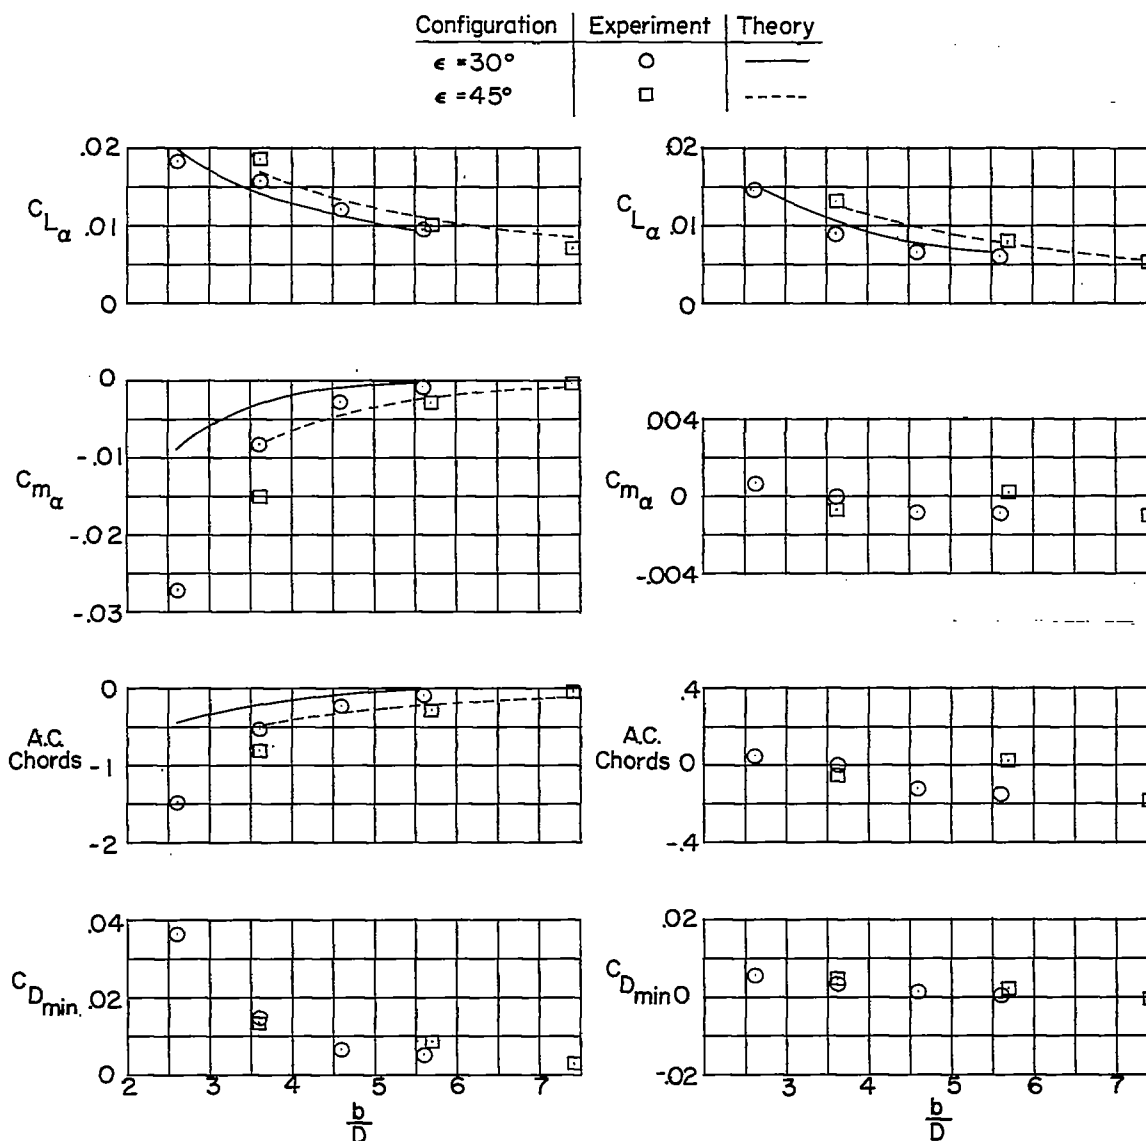 Configuration Experiment Theory
ϵ = 30°
ϵ = 45°
.02
C_Lα .01
0
0
-.01
C_mα
-.02
-.03
0
A.C.
Chords -1
-2
.04
C_Dmin. .02
0
2 3 4 5 6 7
b/D
.02
C_Lα .01
0
.004
C_mα 0
-.004
.4
A.C.
Chords 0
-.4
.02
C_Dmin 0
-.02
3 4 5 6 7
b/D